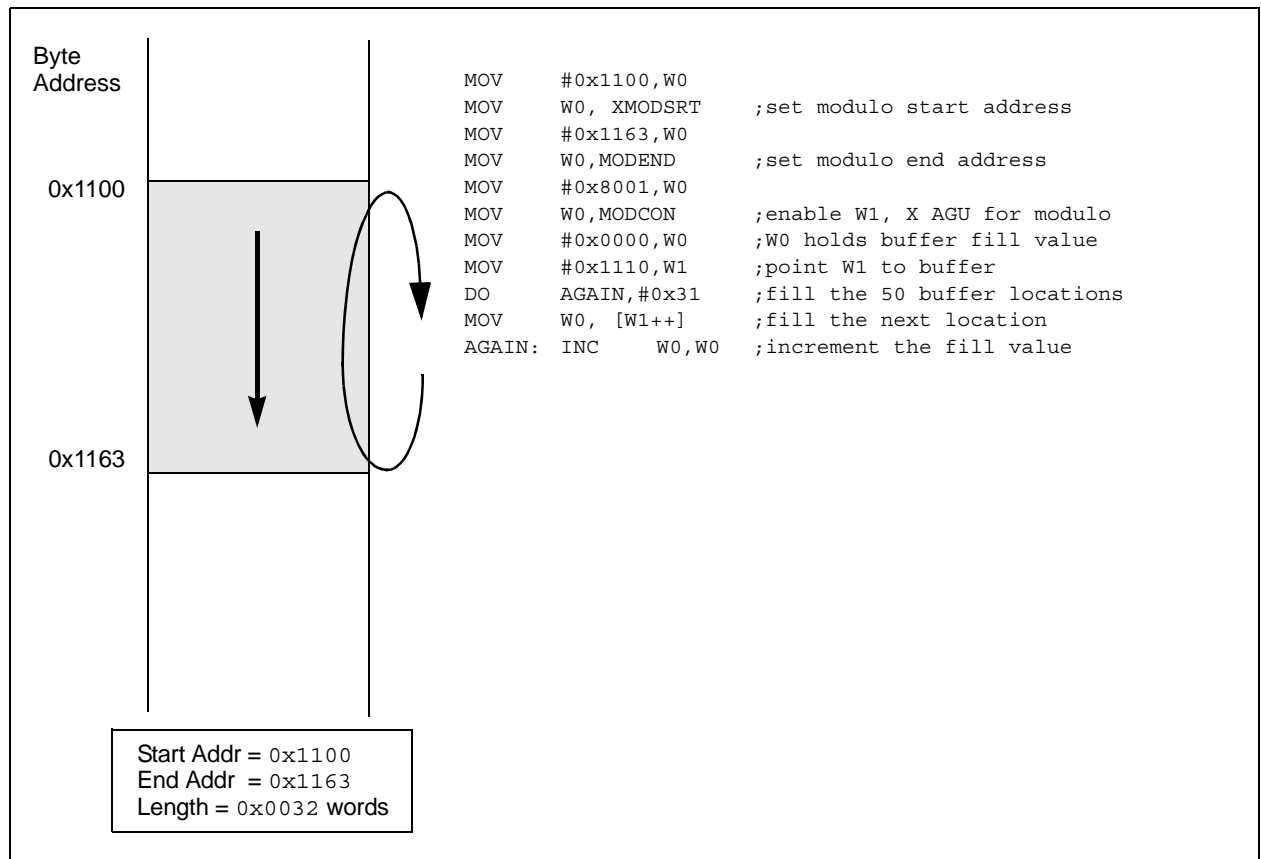 Byte
Address
0x1100
0x1163
MOV #0x1100,W0
MOV W0, XMODSRT ;set modulo start address
MOV #0x1163,W0
MOV W0,MODEND ;set modulo end address
MOV #0x8001,W0
MOV W0,MODCON ;enable W1, X AGU for modulo
MOV #0x0000,W0 ;W0 holds buffer fill value
MOV #0x1110,W1 ;point W1 to buffer
DO AGAIN,#0x31 ;fill the 50 buffer locations
MOV W0, [W1++] ;fill the next location
AGAIN: INC W0,W0 ;increment the fill value
Start Addr = 0x1100
End Addr = 0x1163
Length = 0x0032 words